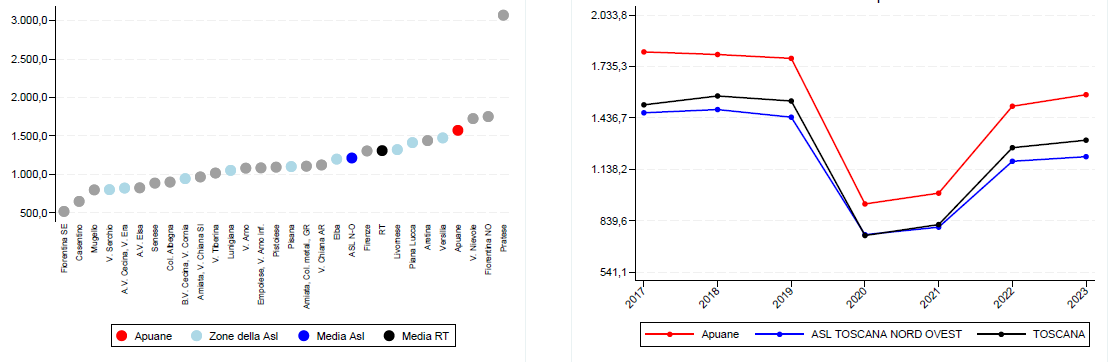 3.000,0
2.500,0
2.000,0
1.500,0
1.000,0
500,0
Fiorentina SE
Casentino
Mugello
V. Serchio
A.V. Cecina, V. Era
A.V. Elsa
Senese
Col. Albegna
B.V. Cecina, V. Cornia
Amiata, V. Chiana SI
V. Tiberina
Lunigiana
V. Arno
Empolese, V. Arno Inf.
Pistoiese
Pisana
Amiata, Col. metal., GR
V. Chiana AR
Elba
ASL N-O
Firenze
RT
Livornese
Piana Lucca
Aretina
Versilia
Apuane
V. Nievole
Fiorentina NO
Pratese
Apuane
Zone della Asl
Media Asl
Media RT
2.033,8
1.735,3
1.436,7
1.138,2
839,6
541,1
2017
2018
2019
2020
2021
2022
2023
Apuane
ASL TOSCANA NORD OVEST
TOSCANA